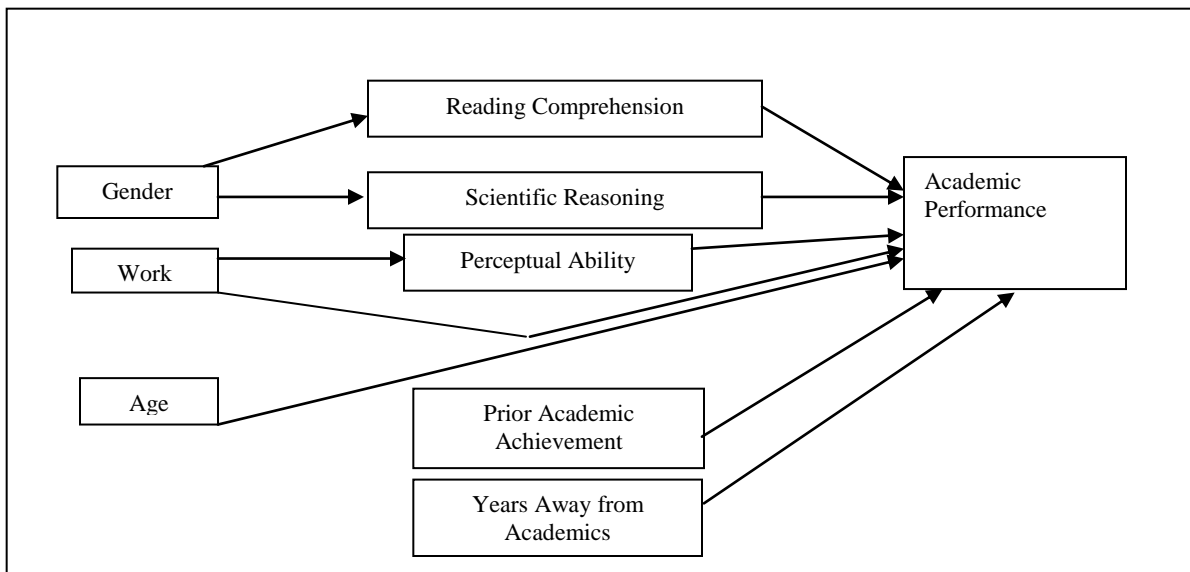 Reading Comprehension
Gender
Scientific Reasoning
Academic
Performance
Work
Perceptual Ability
Age
Prior Academic
Achievement
Years Away from
Academics